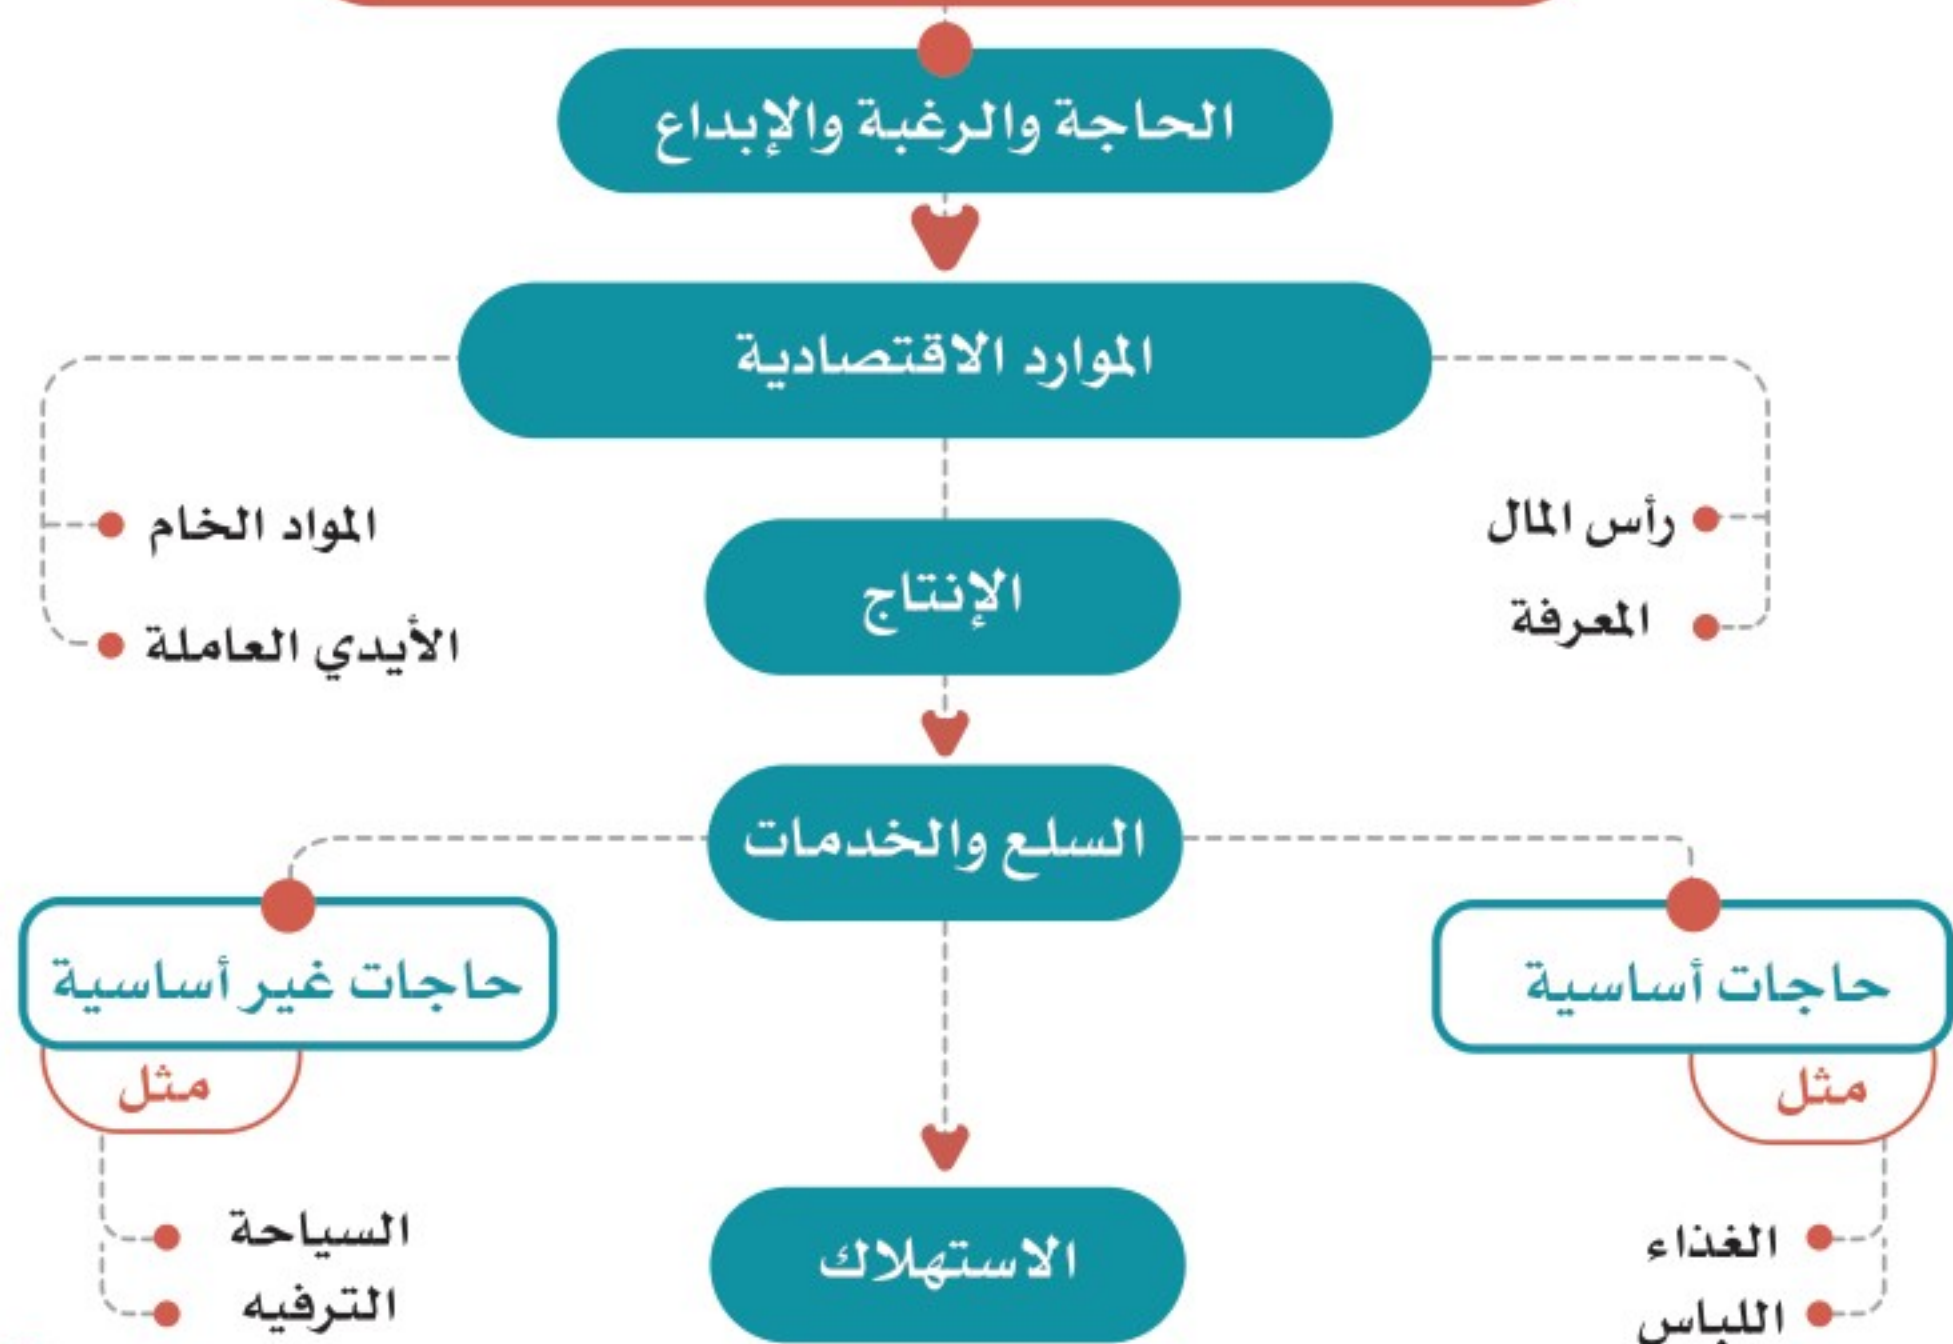 الحاجة والرغبة والإبداع
الموارد الاقتصادية
رأس المال
المعرفة
المواد الخام
الأيدي العاملة
الإنتاج
السلع والخدمات
حاجات أساسية
مثل
الغذاء
اللباس
حاجات غير أساسية
مثل
السياحة
الترفيه
الاستهلاك